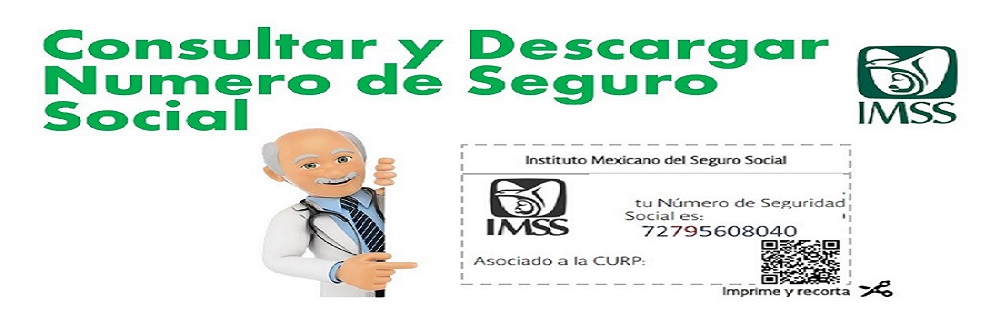 Consultar y Descargar
Numero de Seguro
Social
IMSS
Instituto Mexicano del Seguro Social
IMSS
tu Número de Seguridad
Social es:
72795608040
Asociado a la CURP:
Imprime y recorta